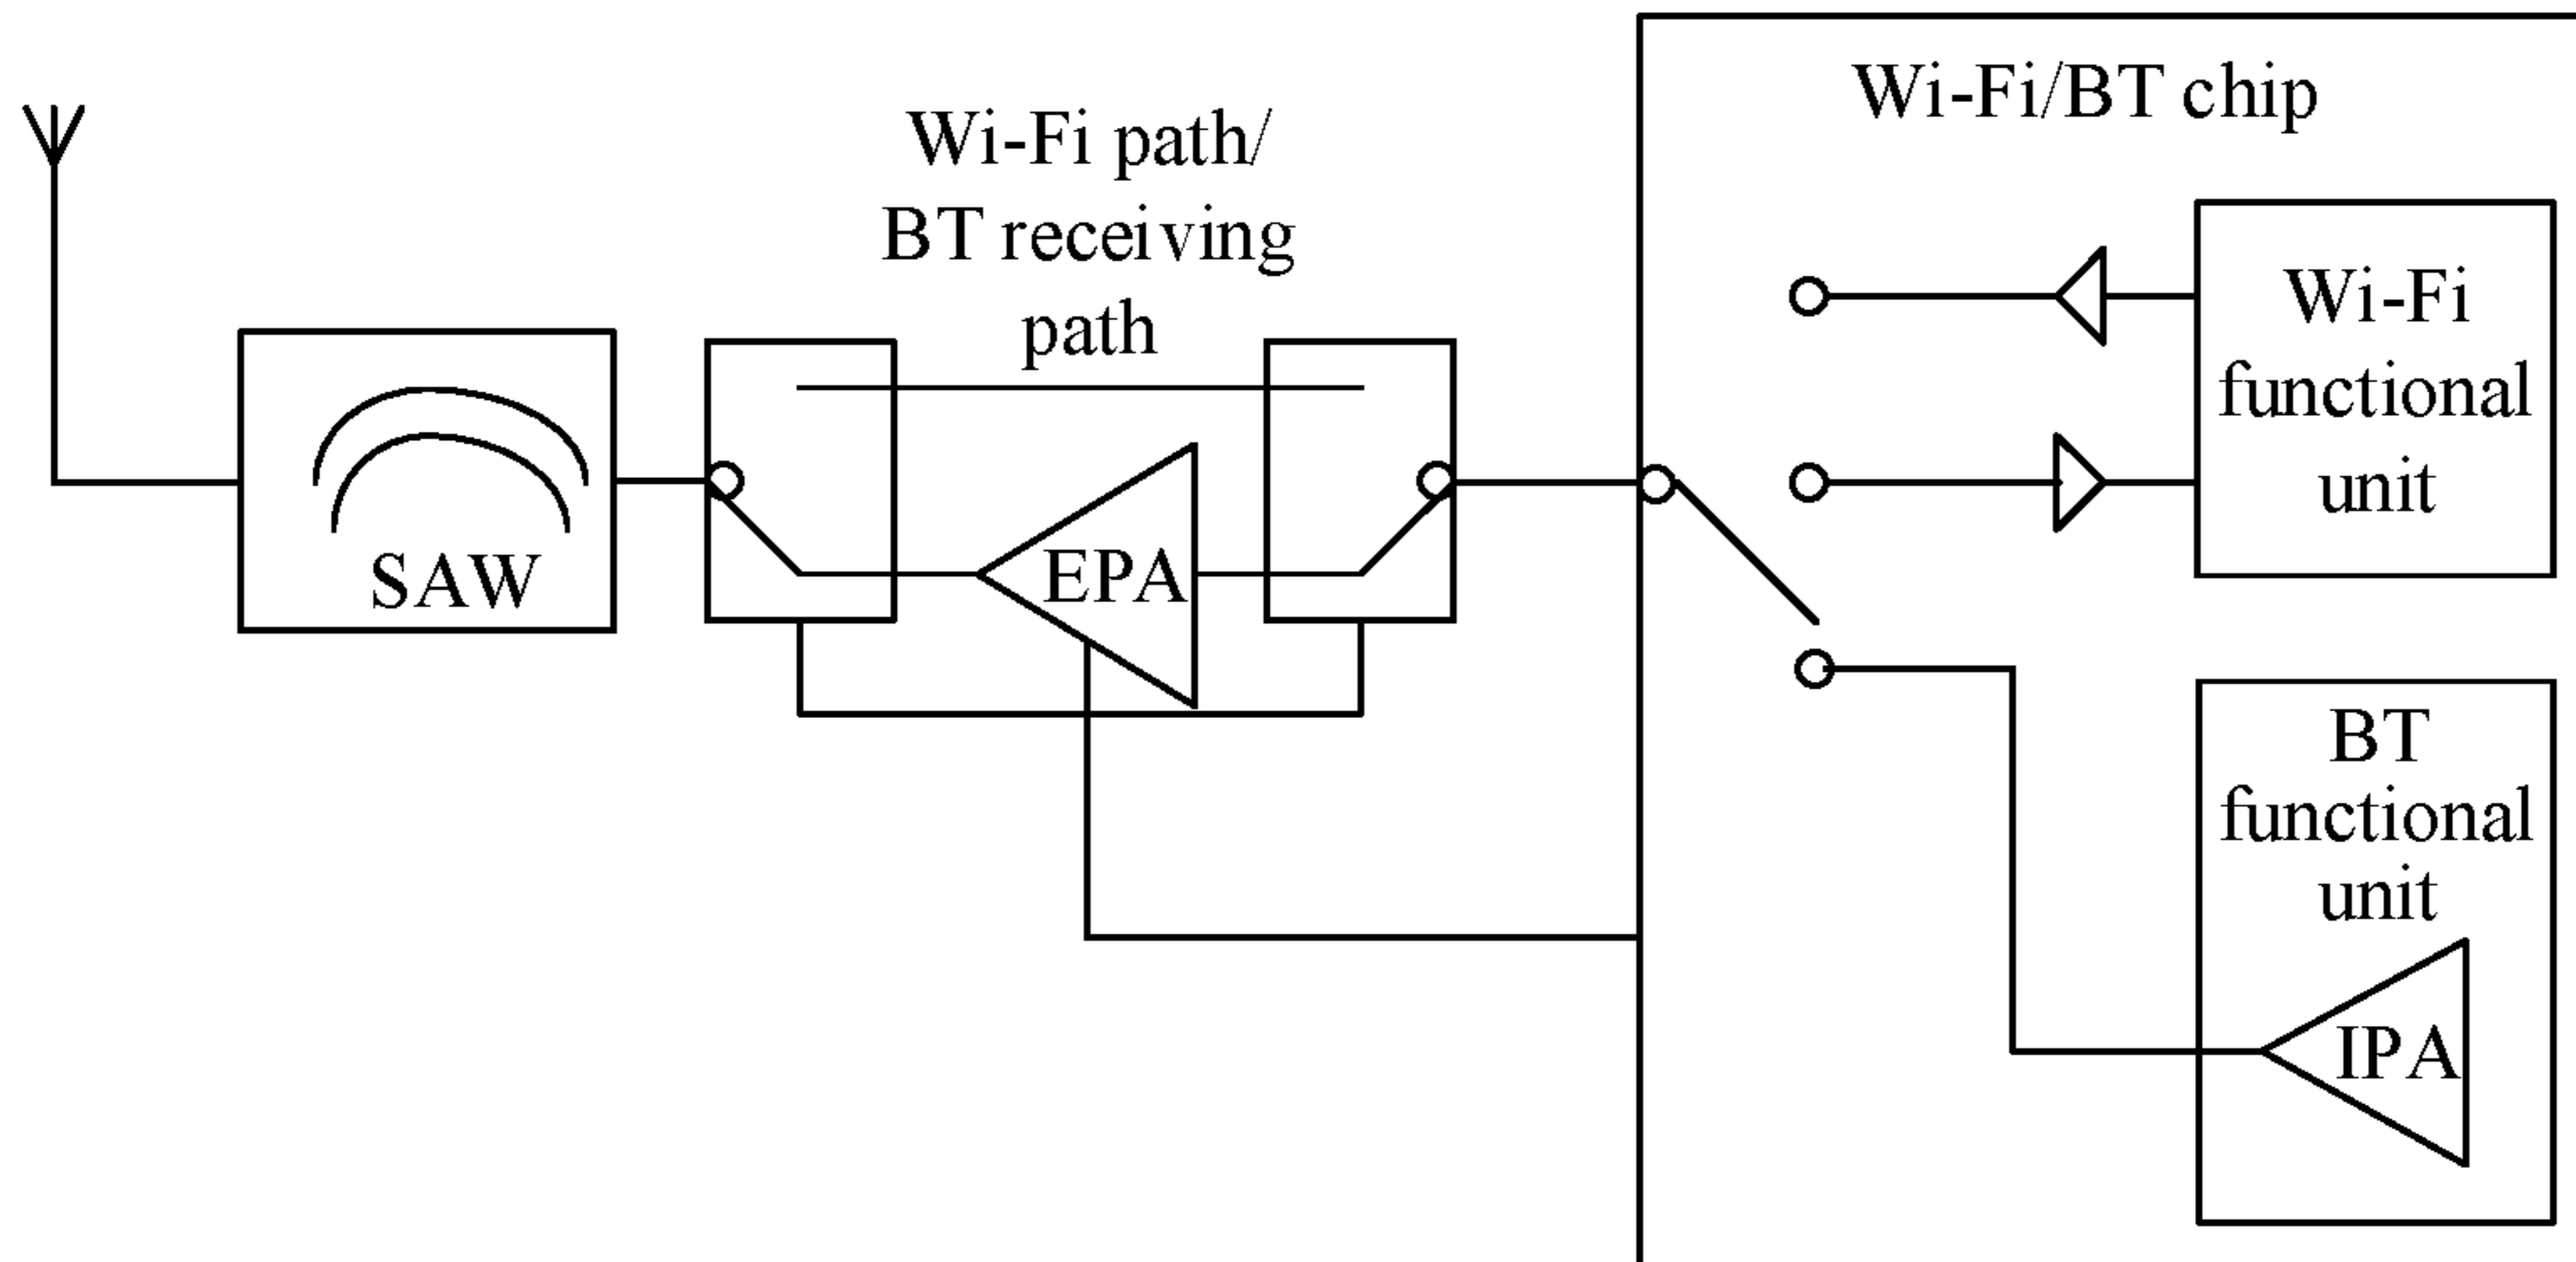 Wi-Fi/BT chip
Wi-Fi path/
BT receiving
path
Wi-Fi
functional
unit
SAW
EPA
BT
functional
unit
IPA